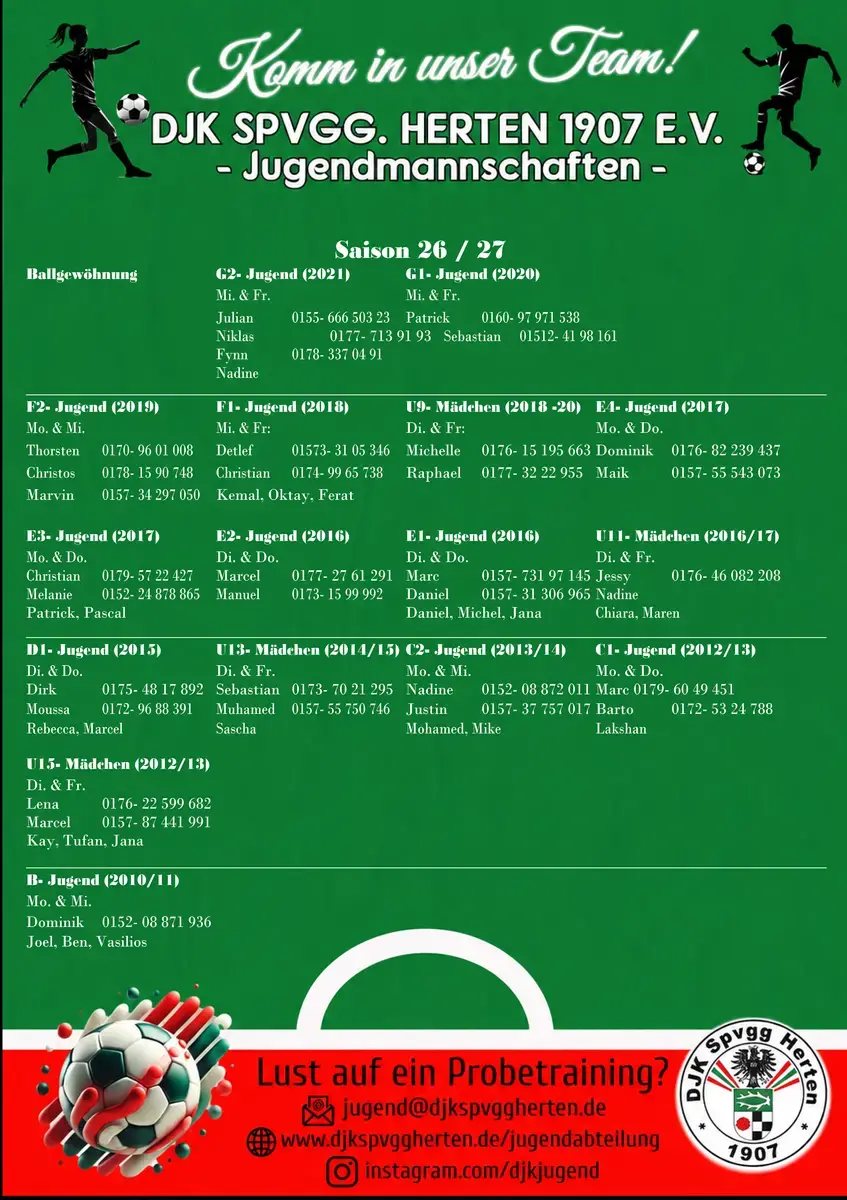 Komm in unser Team!
DJK SPVGG. HERTEN 1907 E.V.
- Jugendmannschaften -
Saison 26 / 27
Ballgewöhnung
G2- Jugend (2021)
Mi. & Fr.
Julian 0155- 666 503 23
Niklas 0177- 713 91 93
Fynn 0178- 337 04 91
Nadine
G1- Jugend (2020)
Mi. & Fr.
Patrick 0160- 97 971 538
Sebastian 01512- 41 98 161
F2- Jugend (2019)
Mo. & Mi.
Thorsten 0170- 96 01 008
Christos 0178- 15 90 748
Marvin 0157- 34 297 050
F1- Jugend (2018)
Mi. & Fr:
Detlef 01573- 31 05 346
Christian 0174- 99 65 738
Kemal, Oktay, Ferat
U9- Mädchen (2018 -20)
Di. & Fr:
Michelle 0176- 15 195 663
Raphael 0177- 32 22 955
E4- Jugend (2017)
Mo. & Do.
Dominik 0176- 82 239 437
Maik 0157- 55 543 073
E3- Jugend (2017)
Mo. & Do.
Christian 0179- 57 22 427
Melanie 0152- 24 878 865
Patrick, Pascal
E2- Jugend (2016)
Di. & Do.
Marcel 0177- 27 61 291
Manuel 0173- 15 99 992
E1- Jugend (2016)
Di. & Do.
Marc 0157- 731 97 145
Daniel 0157- 31 306 965
Daniel, Michel, Jana
U11- Mädchen (2016/17)
Di. & Fr.
Jessy 0176- 46 082 208
Nadine
Chiara, Maren
D1- Jugend (2015)
Di. & Do.
Dirk 0175- 48 17 892
Moussa 0172- 96 88 391
Rebecca, Marcel
U13- Mädchen (2014/15)
Di. & Fr.
Sebastian 0173- 70 21 295
Muhamed 0157- 55 750 746
Sascha
C2- Jugend (2013/14)
Mo. & Mi.
Nadine 0152- 08 872 011
Justin 0157- 37 757 017
Mohamed, Mike
C1- Jugend (2012/13)
Mo. & Do.
Marc 0179- 60 49 451
Barto 0172- 53 24 788
Lakshan
U15- Mädchen (2012/13)
Di. & Fr.
Lena 0176- 22 599 682
Marcel 0157- 87 441 991
Kay, Tufan, Jana
B- Jugend (2010/11)
Mo. & Mi.
Dominik 0152- 08 871 936
Joel, Ben, Vasilios
Lust auf ein Probetraining?
jugend@djkspvggherten.de
www.djkspvggherten.de/jugendabteilung
instagram.com/djkjugend
DJK Spvgg Herten
* 1907 *